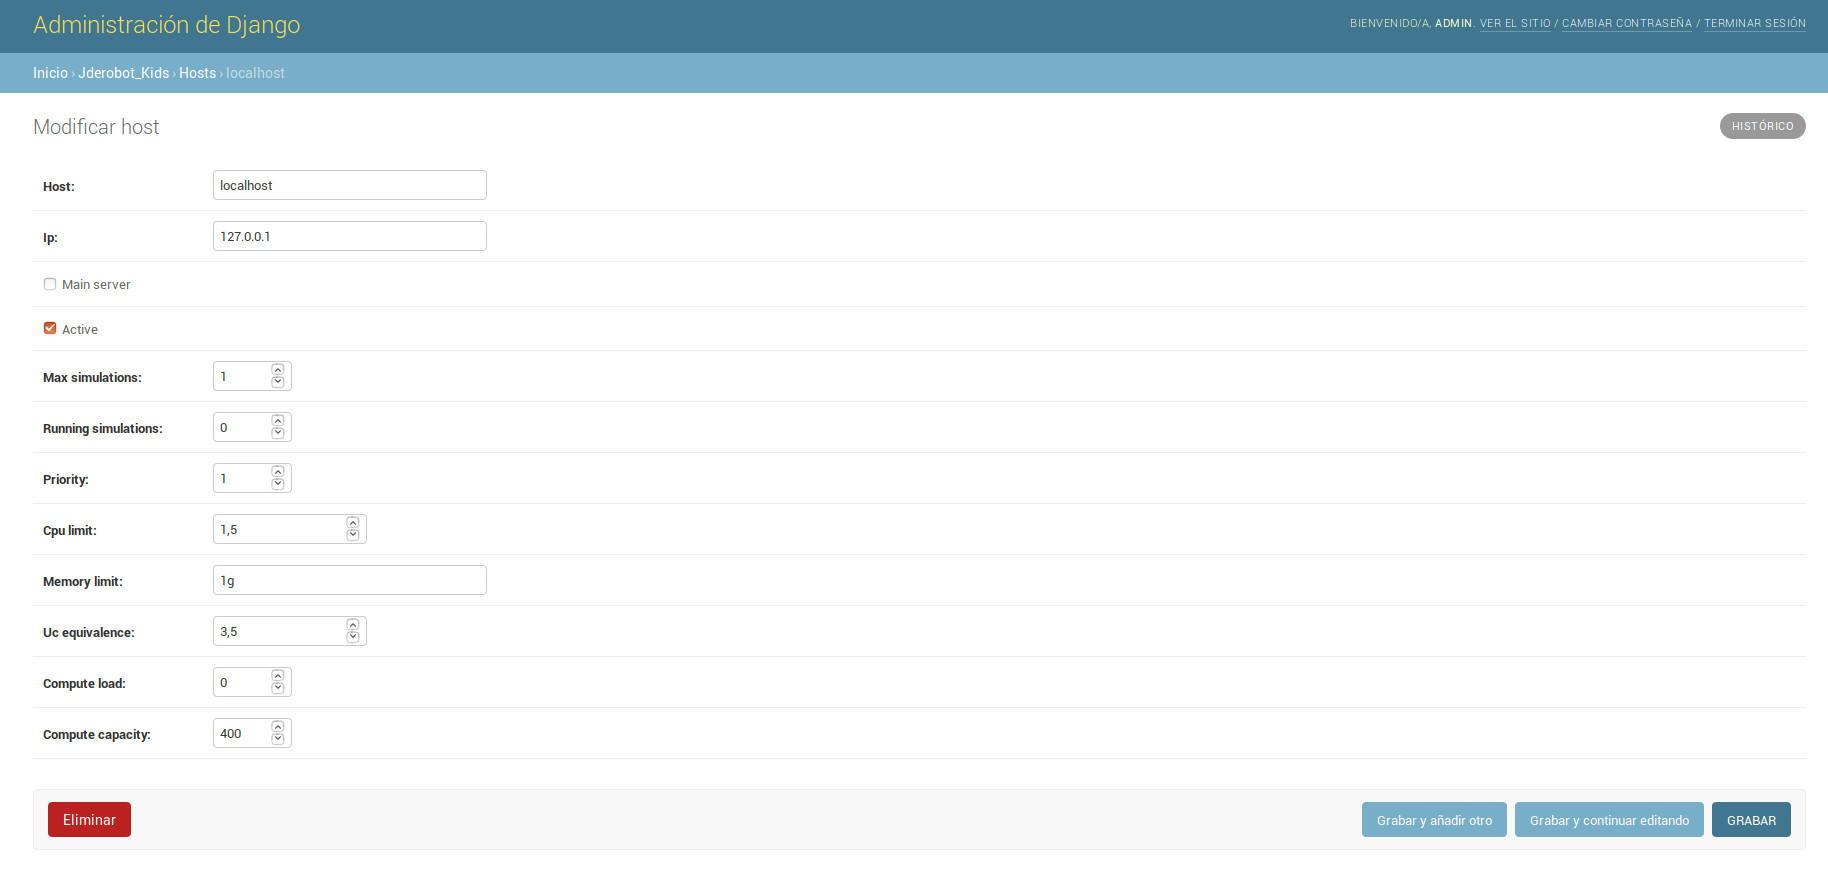 Administración de Django
BIENVENIDO/A, ADMIN. VER EL SITIO / CAMBIAR CONTRASEÑA / TERMINAR SESIÓN
Inicio › Jderobot_Kids › Hosts › localhost
Modificar host
HISTÓRICO
Host: localhost
Ip: 127.0.0.1
Main server
Active
Max simulations: 1
Running simulations: 0
Priority: 1
Cpu limit: 1,5
Memory limit: 1g
Uc equivalence: 3,5
Compute load: 0
Compute capacity: 400
Eliminar
Grabar y añadir otro
Grabar y continuar editando
GRABAR